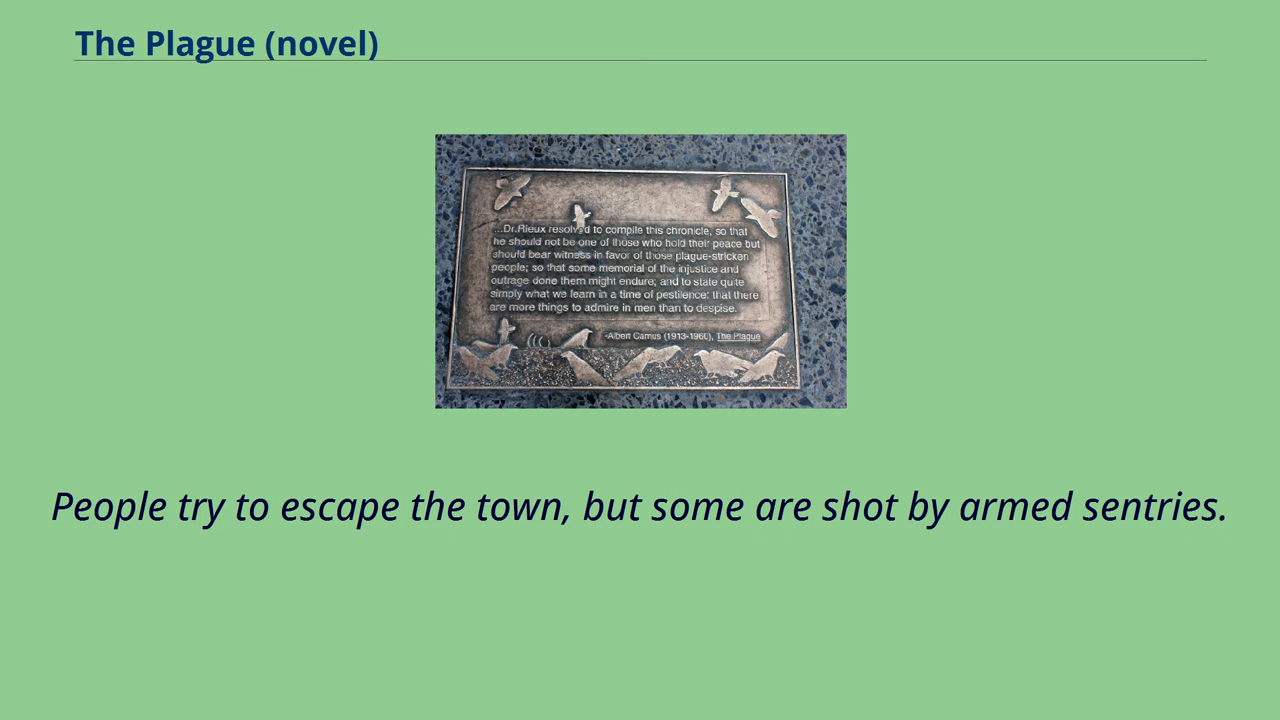 The Plague (novel)
...Dr.Rieux resolved to compile this chronicle, so that
he should not be one of those who hold their peace but
should bear witness in favor of those plague-stricken
people; so that some memorial of the injustice and
outrage done them might endure; and to state quite
simply what we learn in a time of pestilence: that there
are more things to admire in men than to despise.
-Albert Camus (1913-1960), The Plague
People try to escape the town, but some are shot by armed sentries.